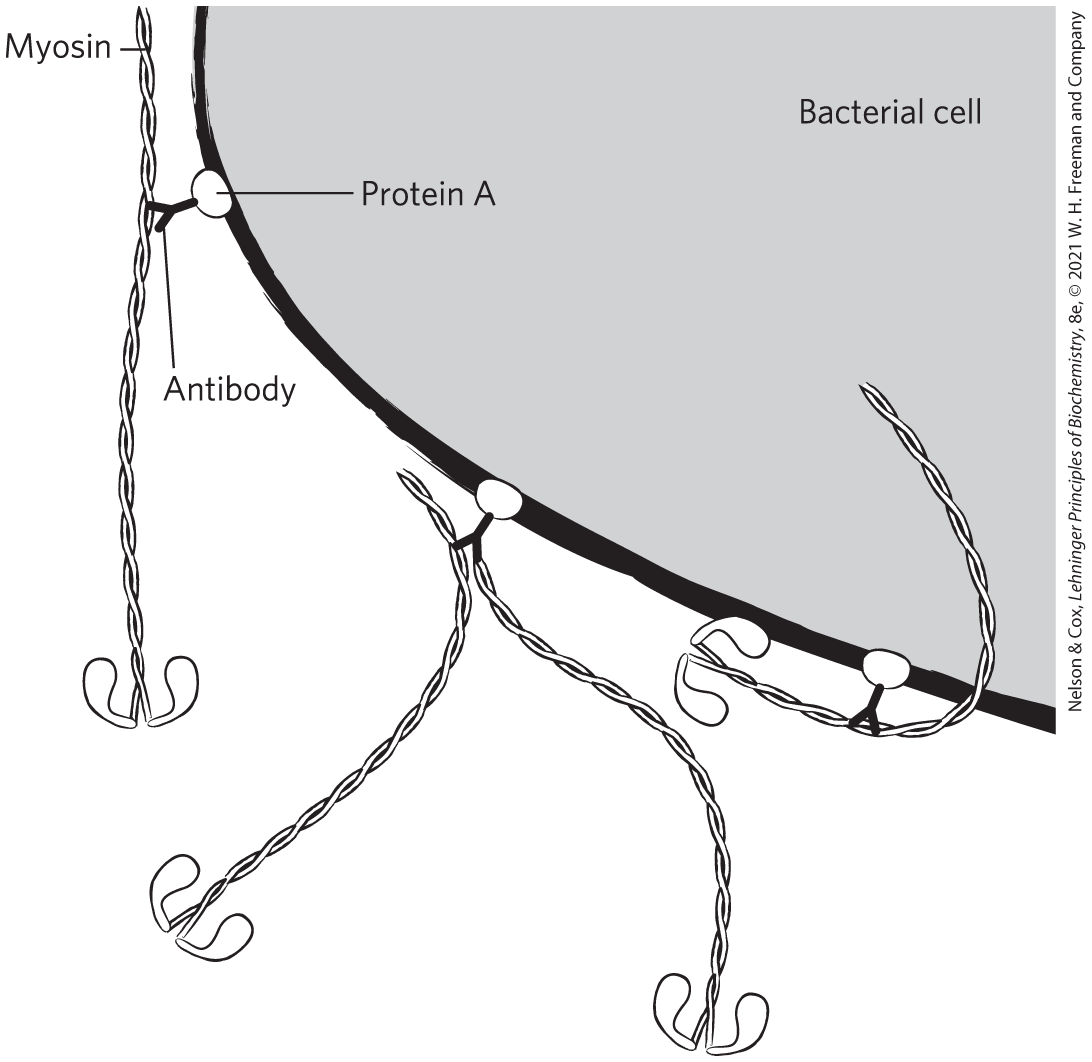 Myosin
Bacterial cell
Protein A
Antibody
Nelson & Cox, Lehninger Principles of Biochemistry, 8e, © 2021 W. H. Freeman and Company